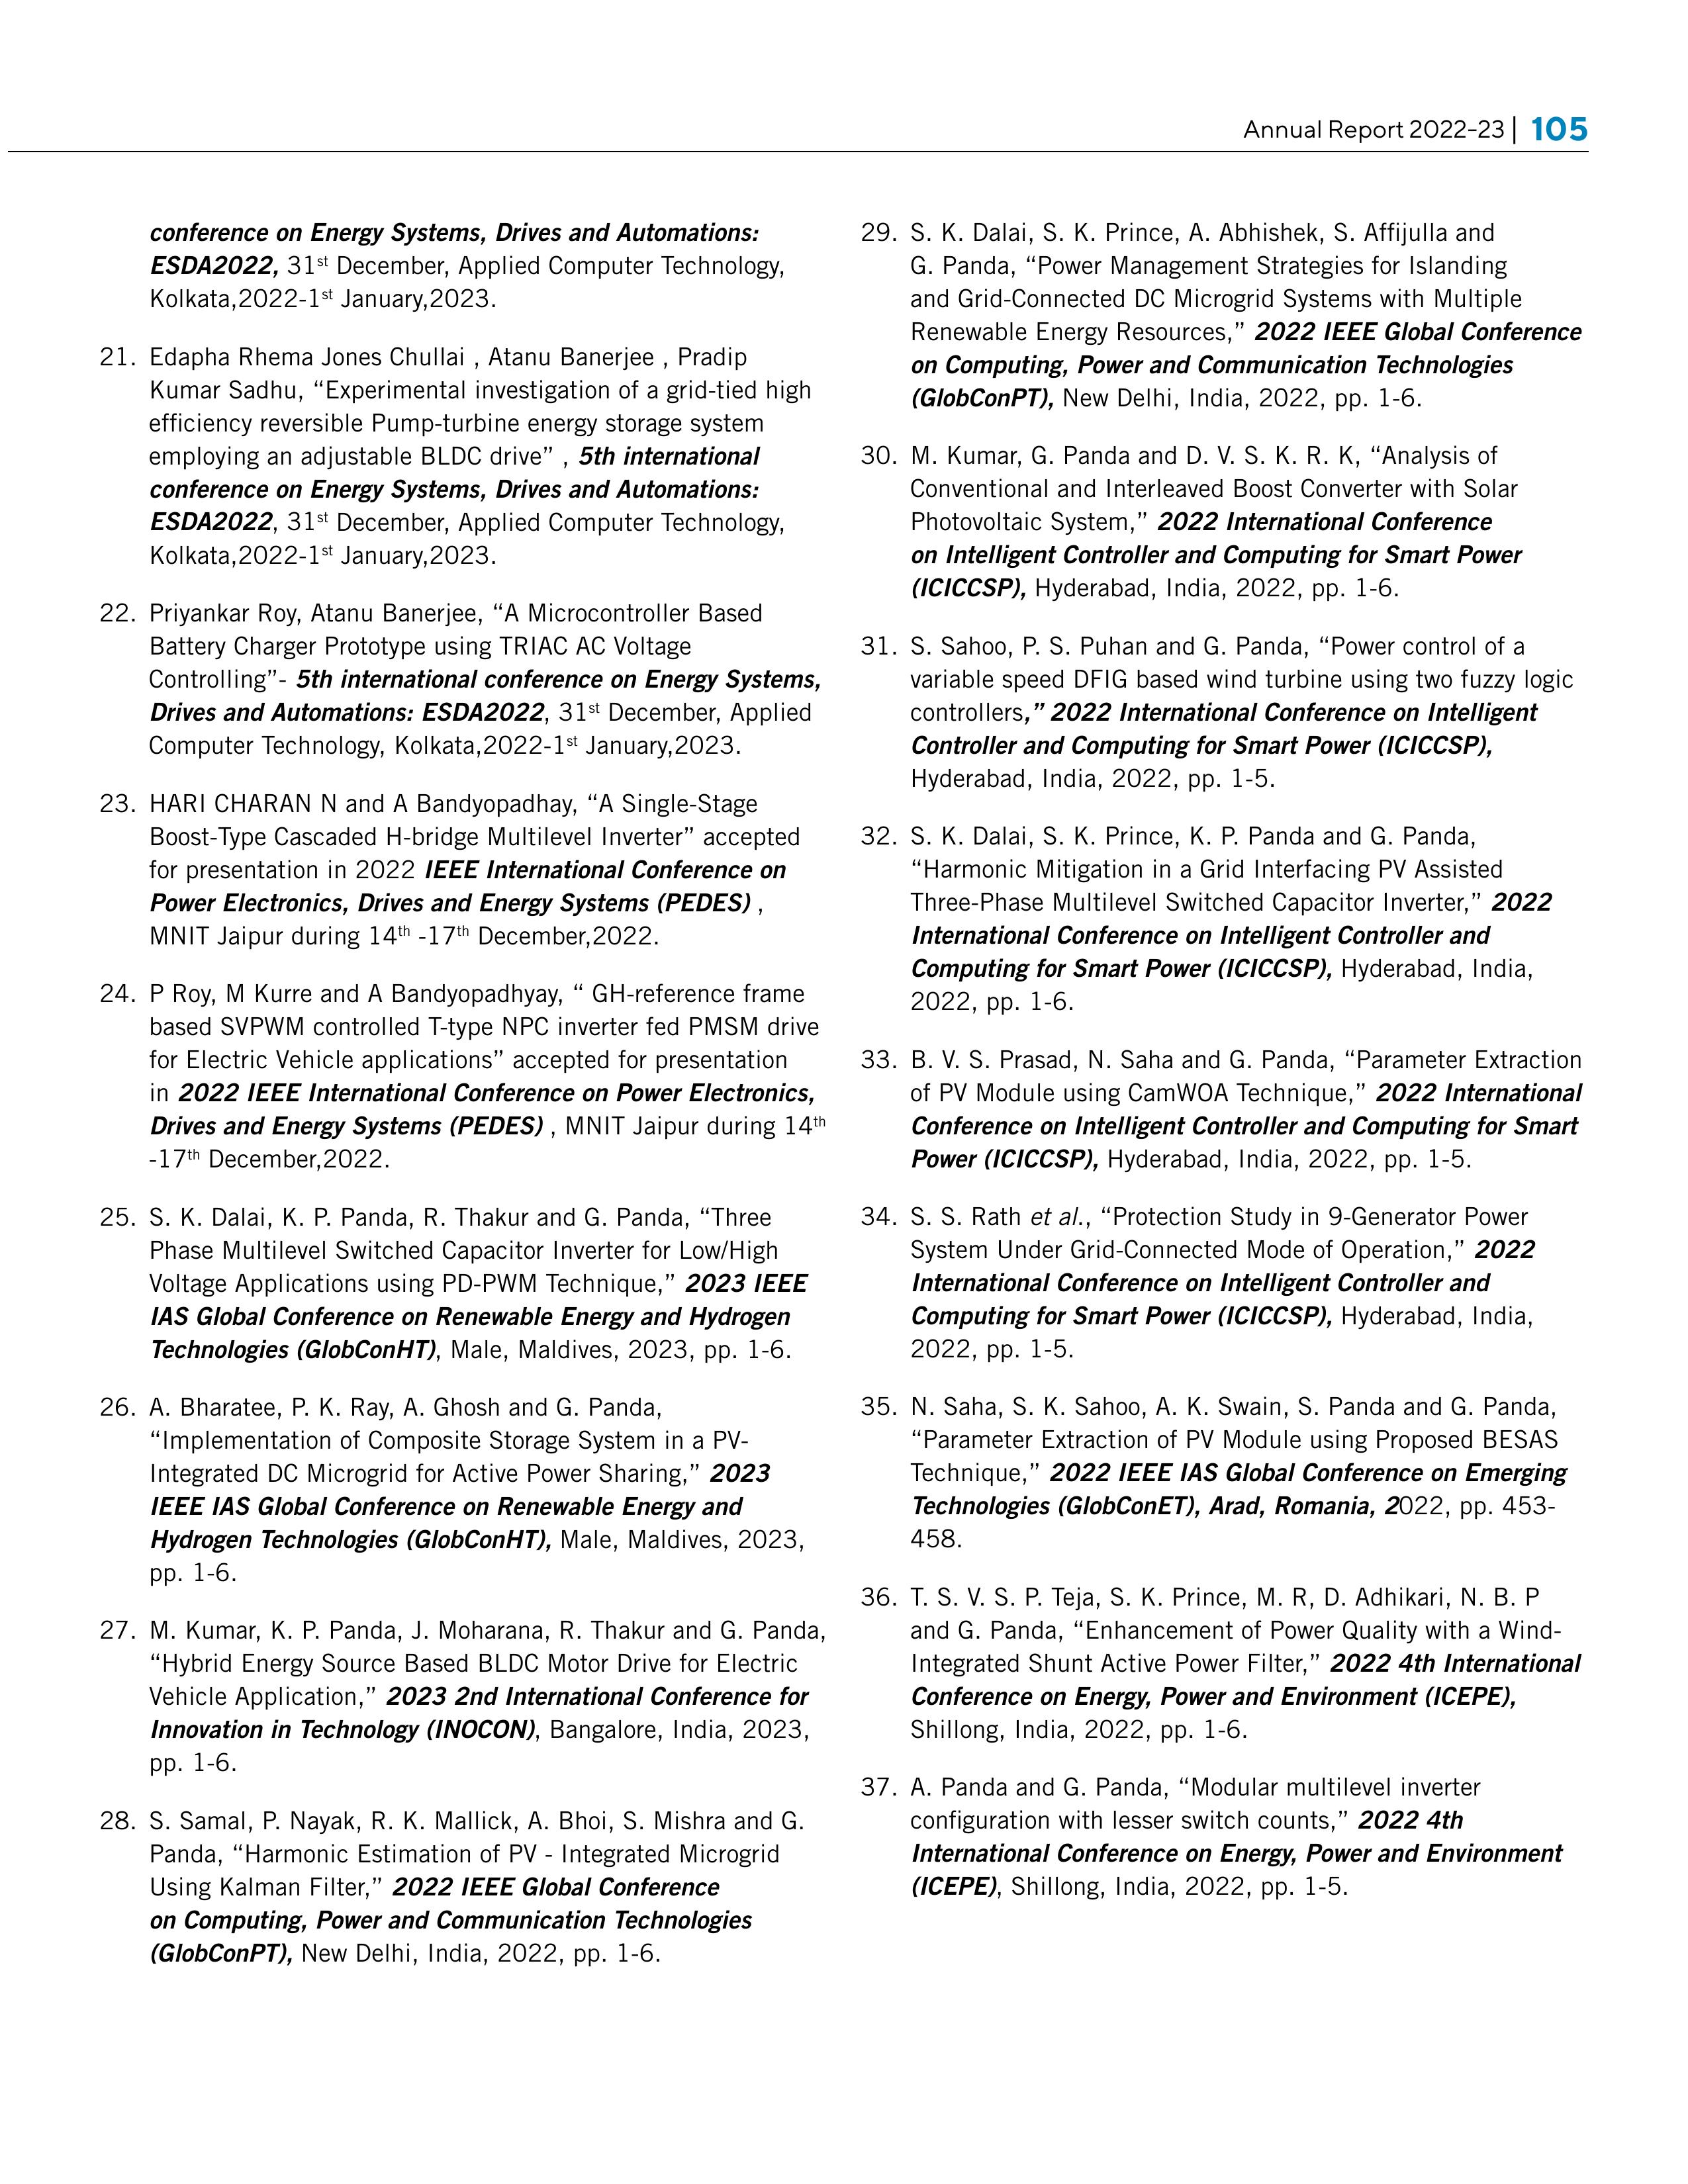 Annual Report 2022-23 | 105
conference on Energy Systems, Drives and Automations:
ESDA2022, 31st December, Applied Computer Technology,
Kolkata,2022-1st January,2023.
21. Edapha Rhema Jones Chullai , Atanu Banerjee , Pradip
Kumar Sadhu, “Experimental investigation of a grid-tied high
efficiency reversible Pump-turbine energy storage system
employing an adjustable BLDC drive” , 5th international
conference on Energy Systems, Drives and Automations:
ESDA2022, 31st December, Applied Computer Technology,
Kolkata,2022-1st January,2023.
22. Priyankar Roy, Atanu Banerjee, “A Microcontroller Based
Battery Charger Prototype using TRIAC AC Voltage
Controlling”- 5th international conference on Energy Systems,
Drives and Automations: ESDA2022, 31st December, Applied
Computer Technology, Kolkata,2022-1st January,2023.
23. HARI CHARAN N and A Bandyopadhay, “A Single-Stage
Boost-Type Cascaded H-bridge Multilevel Inverter” accepted
for presentation in 2022 IEEE International Conference on
Power Electronics, Drives and Energy Systems (PEDES) ,
MNIT Jaipur during 14th -17th December,2022.
24. P Roy, M Kurre and A Bandyopadhyay, “ GH-reference frame
based SVPWM controlled T-type NPC inverter fed PMSM drive
for Electric Vehicle applications” accepted for presentation
in 2022 IEEE International Conference on Power Electronics,
Drives and Energy Systems (PEDES) , MNIT Jaipur during 14th
-17th December,2022.
25. S. K. Dalai, K. P. Panda, R. Thakur and G. Panda, “Three
Phase Multilevel Switched Capacitor Inverter for Low/High
Voltage Applications using PD-PWM Technique,” 2023 IEEE
IAS Global Conference on Renewable Energy and Hydrogen
Technologies (GlobConHT), Male, Maldives, 2023, pp. 1-6.
26. A. Bharatee, P. K. Ray, A. Ghosh and G. Panda,
“Implementation of Composite Storage System in a PV-
Integrated DC Microgrid for Active Power Sharing,” 2023
IEEE IAS Global Conference on Renewable Energy and
Hydrogen Technologies (GlobConHT), Male, Maldives, 2023,
pp. 1-6.
27. M. Kumar, K. P. Panda, J. Moharana, R. Thakur and G. Panda,
“Hybrid Energy Source Based BLDC Motor Drive for Electric
Vehicle Application,” 2023 2nd International Conference for
Innovation in Technology (INOCON), Bangalore, India, 2023,
pp. 1-6.
28. S. Samal, P. Nayak, R. K. Mallick, A. Bhoi, S. Mishra and G.
Panda, “Harmonic Estimation of PV - Integrated Microgrid
Using Kalman Filter,” 2022 IEEE Global Conference
on Computing, Power and Communication Technologies
(GlobConPT), New Delhi, India, 2022, pp. 1-6.
29. S. K. Dalai, S. K. Prince, A. Abhishek, S. Affijulla and
G. Panda, “Power Management Strategies for Islanding
and Grid-Connected DC Microgrid Systems with Multiple
Renewable Energy Resources,” 2022 IEEE Global Conference
on Computing, Power and Communication Technologies
(GlobConPT), New Delhi, India, 2022, pp. 1-6.
30. M. Kumar, G. Panda and D. V. S. K. R. K, “Analysis of
Conventional and Interleaved Boost Converter with Solar
Photovoltaic System,” 2022 International Conference
on Intelligent Controller and Computing for Smart Power
(ICICCSP), Hyderabad, India, 2022, pp. 1-6.
31. S. Sahoo, P. S. Puhan and G. Panda, “Power control of a
variable speed DFIG based wind turbine using two fuzzy logic
controllers,” 2022 International Conference on Intelligent
Controller and Computing for Smart Power (ICICCSP),
Hyderabad, India, 2022, pp. 1-5.
32. S. K. Dalai, S. K. Prince, K. P. Panda and G. Panda,
“Harmonic Mitigation in a Grid Interfacing PV Assisted
Three-Phase Multilevel Switched Capacitor Inverter,” 2022
International Conference on Intelligent Controller and
Computing for Smart Power (ICICCSP), Hyderabad, India,
2022, pp. 1-6.
33. B. V. S. Prasad, N. Saha and G. Panda, “Parameter Extraction
of PV Module using CamWOA Technique,” 2022 International
Conference on Intelligent Controller and Computing for Smart
Power (ICICCSP), Hyderabad, India, 2022, pp. 1-5.
34. S. S. Rath et al., “Protection Study in 9-Generator Power
System Under Grid-Connected Mode of Operation,” 2022
International Conference on Intelligent Controller and
Computing for Smart Power (ICICCSP), Hyderabad, India,
2022, pp. 1-5.
35. N. Saha, S. K. Sahoo, A. K. Swain, S. Panda and G. Panda,
“Parameter Extraction of PV Module using Proposed BESAS
Technique,” 2022 IEEE IAS Global Conference on Emerging
Technologies (GlobConET), Arad, Romania, 2022, pp. 453-
458.
36. T. S. V. S. P. Teja, S. K. Prince, M. R, D. Adhikari, N. B. P
and G. Panda, “Enhancement of Power Quality with a Wind-
Integrated Shunt Active Power Filter,” 2022 4th International
Conference on Energy, Power and Environment (ICEPE),
Shillong, India, 2022, pp. 1-6.
37. A. Panda and G. Panda, “Modular multilevel inverter
configuration with lesser switch counts,” 2022 4th
International Conference on Energy, Power and Environment
(ICEPE), Shillong, India, 2022, pp. 1-5.